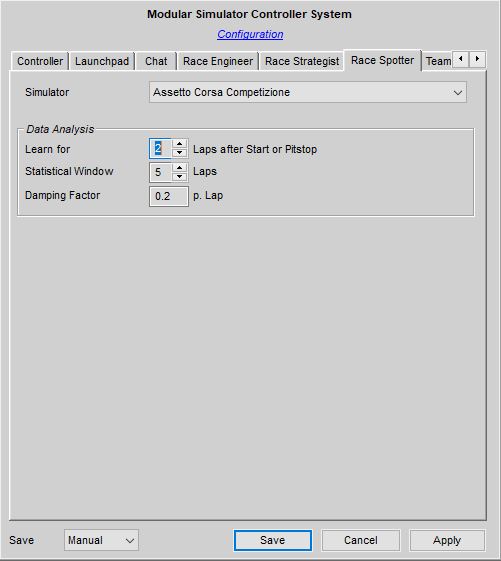 Modular Simulator Controller System
Configuration
Controller Launchpad Chat Race Engineer Race Strategist Race Spotter Team
Simulator Assetto Corsa Competizione
Data Analysis
Learn for 2 Laps after Start or Pitstop
Statistical Window 5 Laps
Damping Factor 0.2 p. Lap
Save Manual Save Cancel Apply